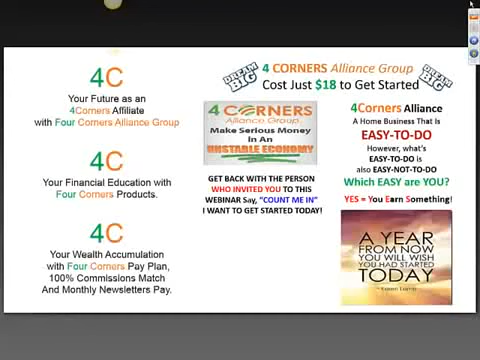 4C
Your Future as an
4Corners Affiliate
with Four Corners Alliance Group
4C
Your Financial Education with
Four Corners Products.
4C
Your Wealth Accumulation
with Four Corners Pay Plan,
100% Commissions Match
And Monthly Newsletters Pay.
DREAM
BIG
4 CORNERS Alliance Group
Cost Just $18 to Get Started
DREAM
BIG
4 CORNERS
Alliance Group
Make Serious Money
In An
UNSTABLE ECONOMY
GET BACK WITH THE PERSON
WHO INVITED YOU TO THIS
WEBINAR Say, "COUNT ME IN"
I WANT TO GET STARTED TODAY!
4Corners Alliance
A Home Business That Is
EASY-TO-DO
However, what's
EASY-TO-DO is
also EASY-NOT-TO-DO
Which EASY are YOU?
YES = You Earn Something!
A YEAR
FROM NOW
YOU WILL WISH
YOU HAD STARTED
TODAY
~ Karen Lamb